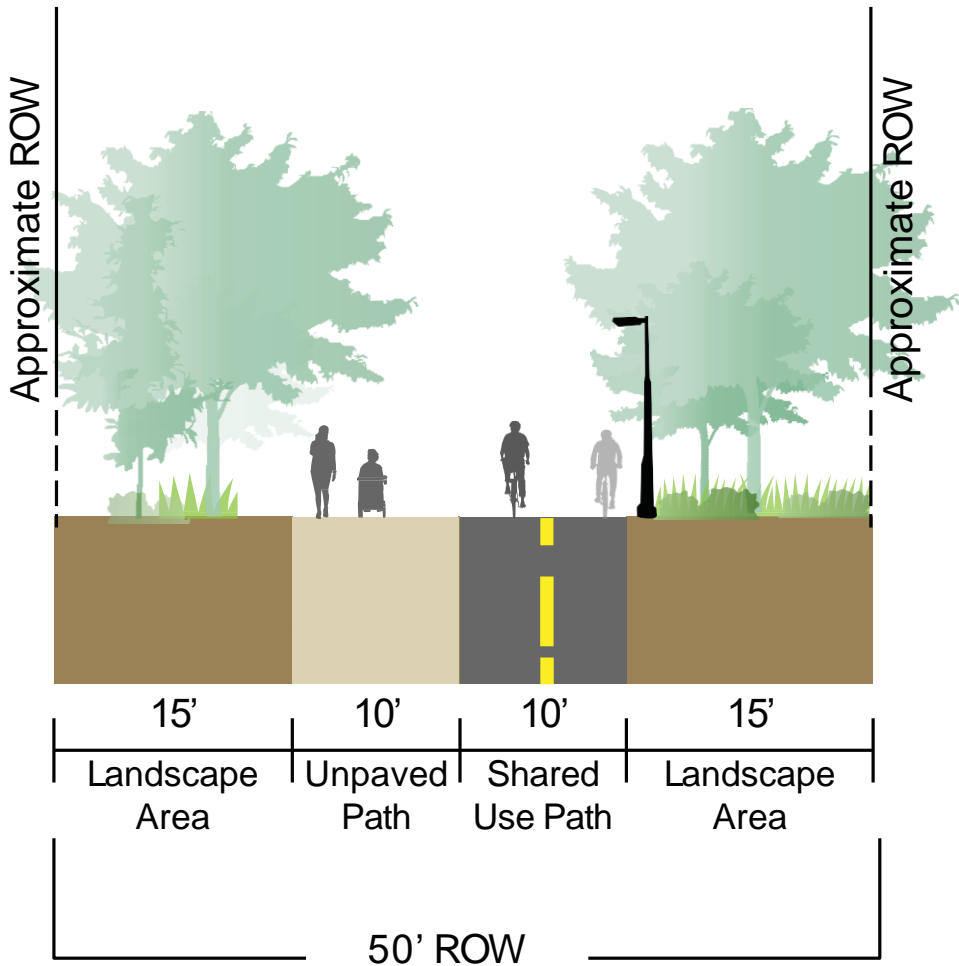 Approximate ROW
Approximate ROW
15’
10’
10’
15’
Landscape
Area
Unpaved
Path
Shared
Use Path
Landscape
Area
50’ ROW